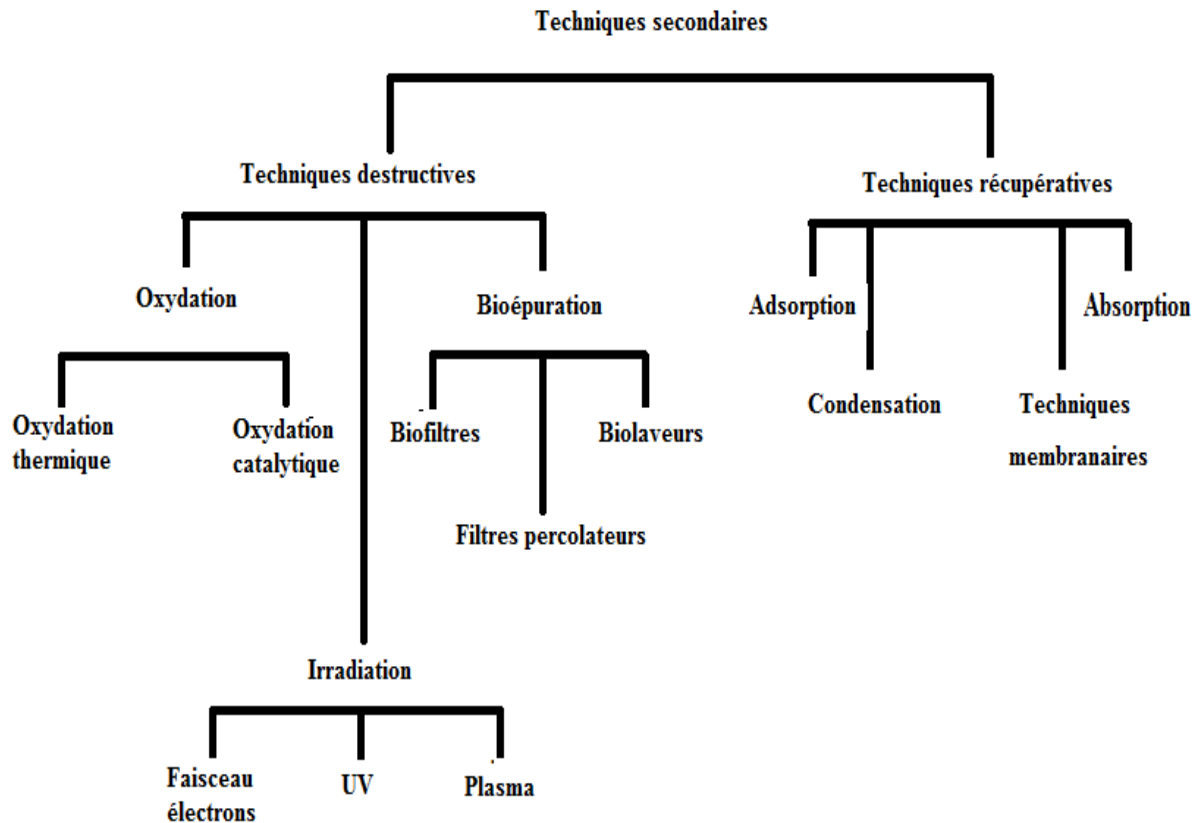 Techniques secondaires
Techniques destructives
Techniques récupératives
Oxydation
Bioépuration
Adsorption
Absorption
Oxydation
thermique
Oxydation
catalytique
Biofiltres
Biolaveurs
Condensation
Techniques
membranaires
Filtres percolateurs
Irradiation
Faisceau
électrons
UV
Plasma